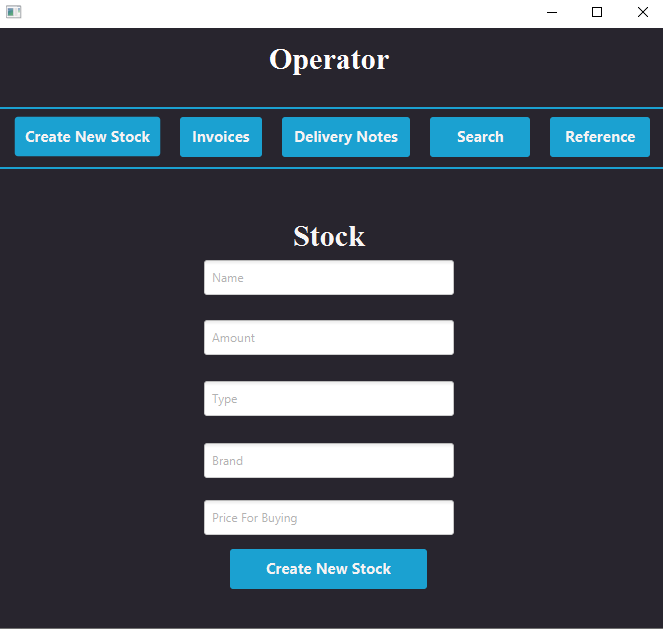 Operator
Create New Stock Invoices Delivery Notes Search Reference
Stock
Name
Amount
Type
Brand
Price For Buying
Create New Stock